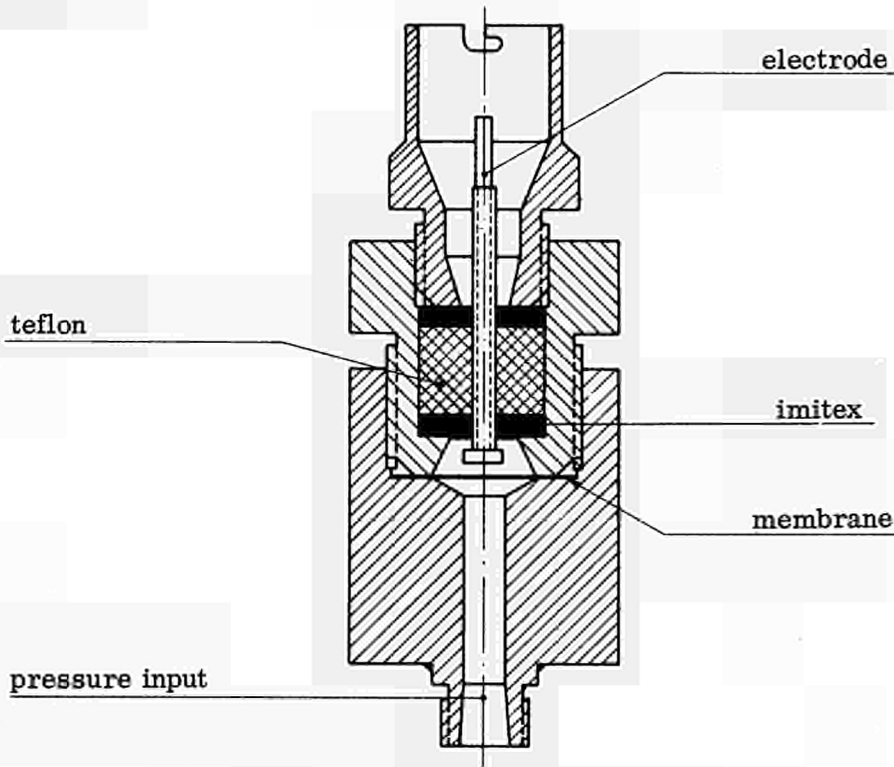 electrode
teflon
imitex
membrane
pressure input